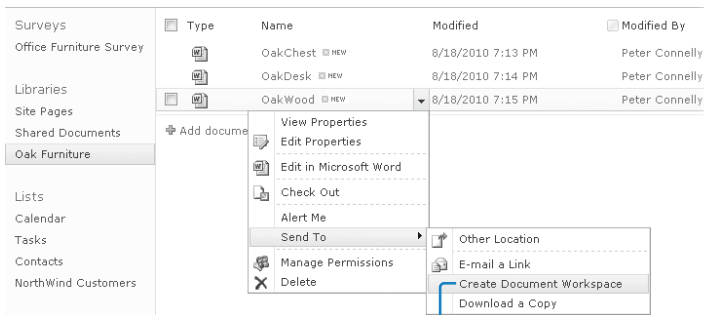 Surveys
Office Furniture Survey
Libraries
Site Pages
Shared Documents
Oak Furniture
Lists
Calendar
Tasks
Contacts
NorthWind Customers
Type Name Modified Modified By
OakChest NEW 8/18/2010 7:13 PM Peter Connelly
OakDesk NEW 8/18/2010 7:14 PM Peter Connelly
OakWood NEW 8/18/2010 7:15 PM Peter Connelly
Add docume
View Properties
Edit Properties
Edit in Microsoft Word
Check Out
Alert Me
Send To
Manage Permissions
Delete
Other Location
E-mail a Link
Create Document Workspace
Download a Copy